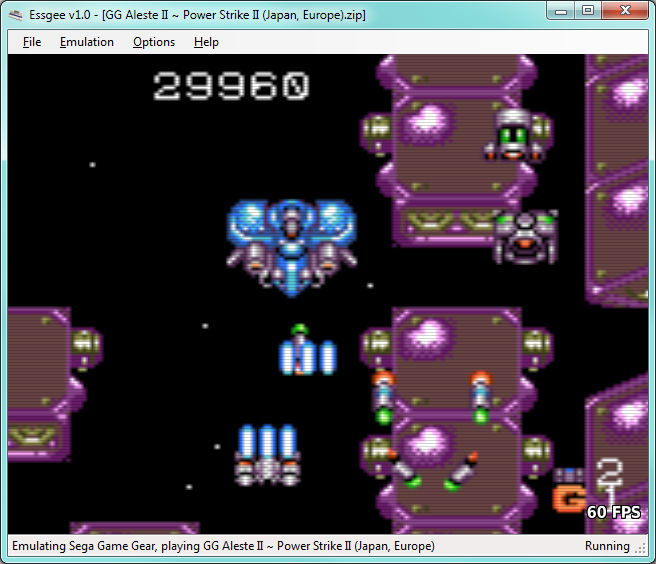 Essgee v1.0 - [GG Aleste II ~ Power Strike II (Japan, Europe).zip]
File Emulation Options Help
29960
2
G 1
60 FPS
Emulating Sega Game Gear, playing GG Aleste II ~ Power Strike II (Japan, Europe) Running